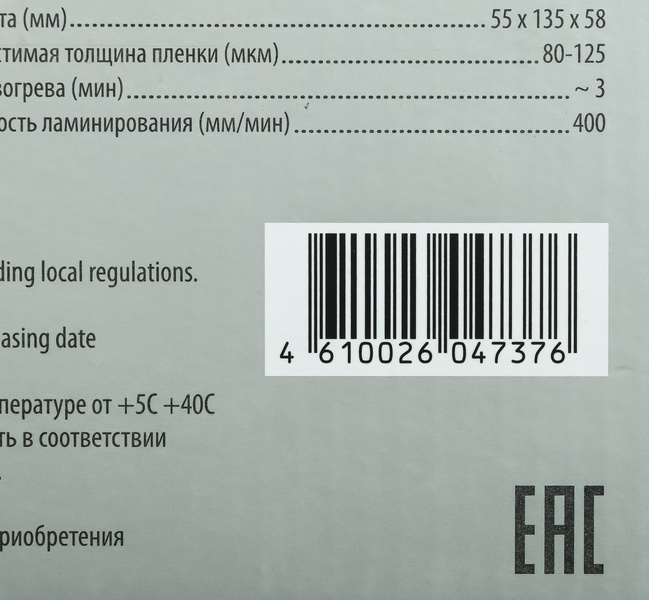 та (мм)........................................................................55 x 135 x 58
стимая толщина пленки (мкм)............................................80-125
зогрева (мин)...................................................................~ 3
ость ламинирования (мм/мин)..............................................400
ding local regulations.
asing date
4 610026 047376
пературе от +5C +40C
ть в соответствии
риобретения
EAC